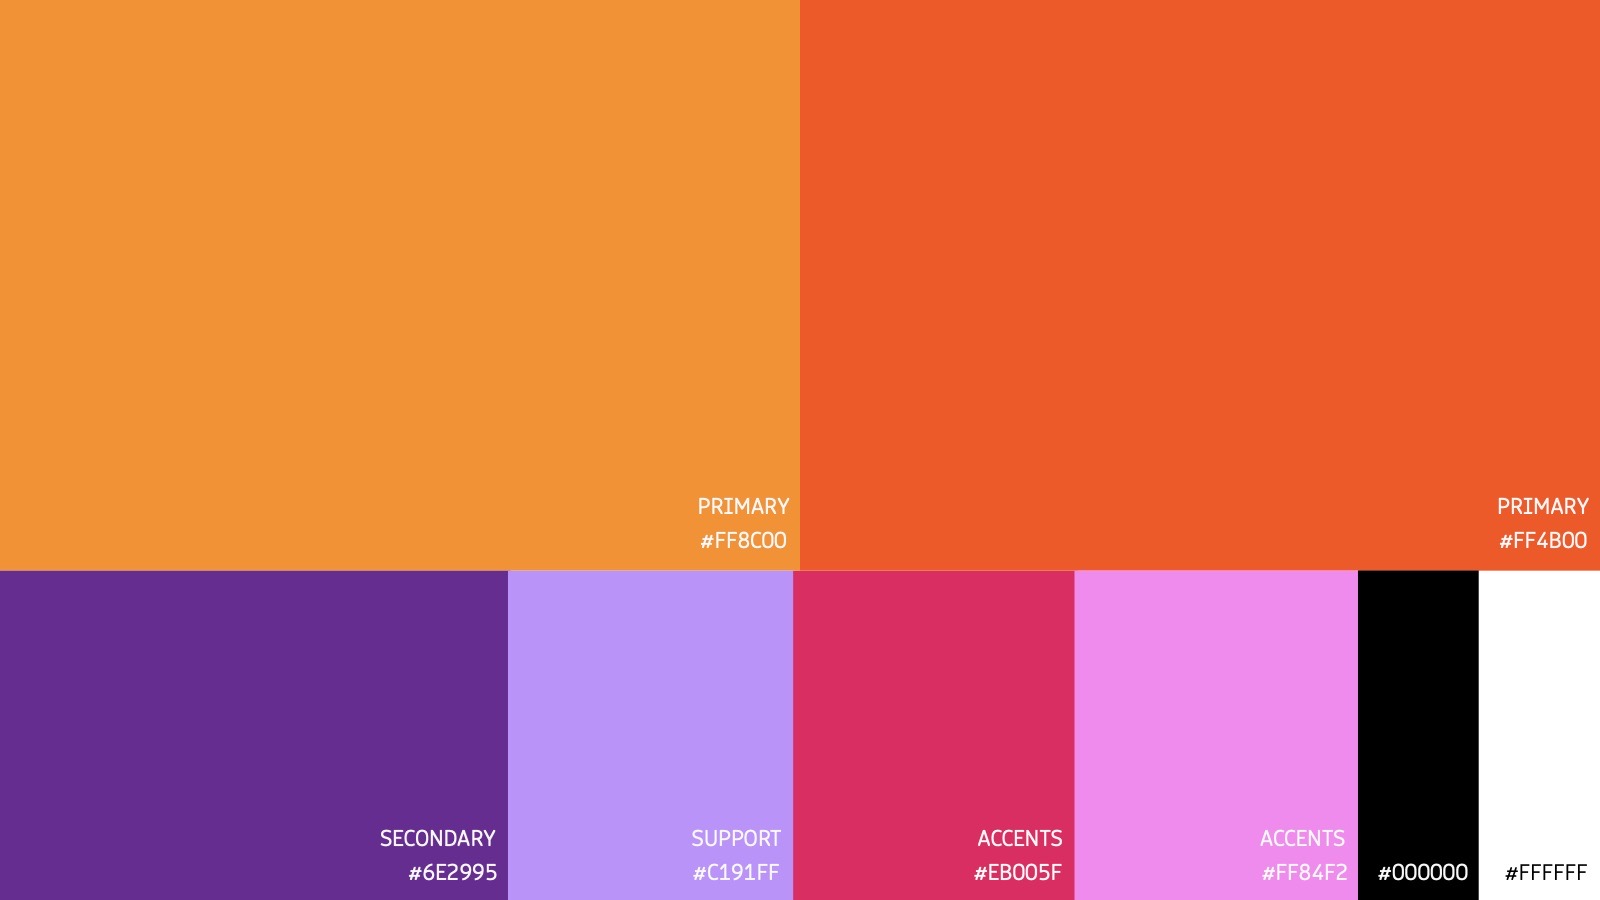 PRIMARY
#FF8C00
PRIMARY
#FF4B00
SECONDARY
#6E2995
SUPPORT
#C191FF
ACCENTS
#EB005F
ACCENTS
#FF84F2
#000000
#FFFFFF